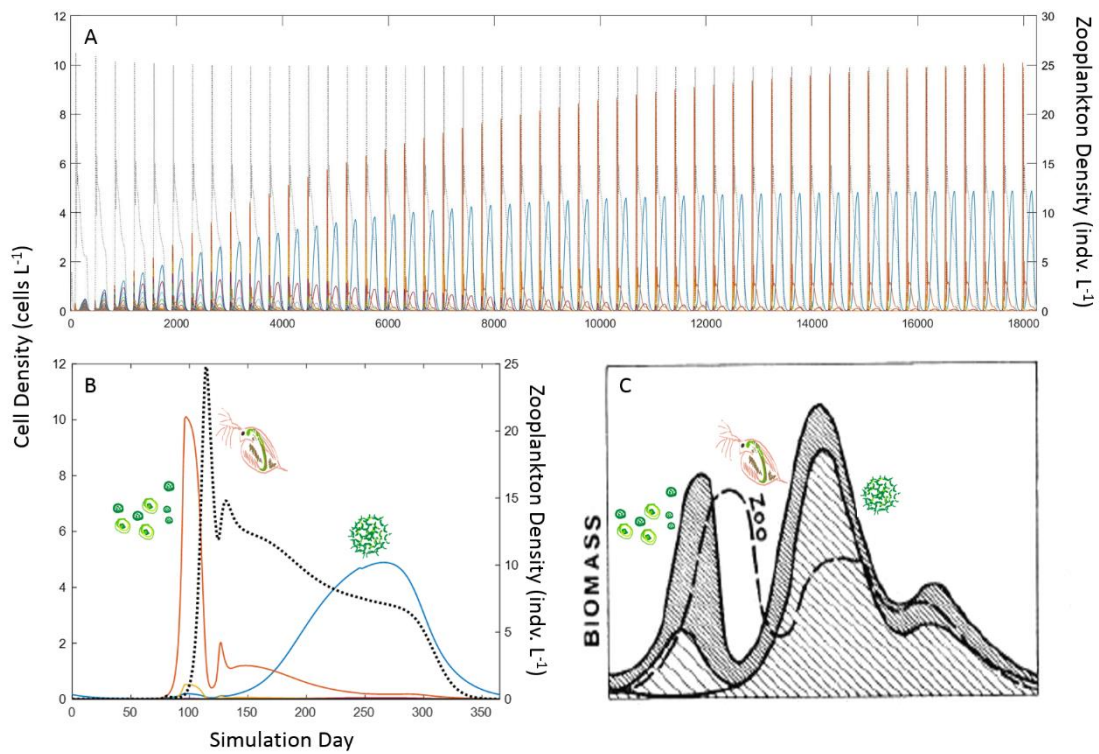 A
12
10
8
6
4
2
0
30
25
20
15
10
5
0
0 2000 4000 6000 8000 10000 12000 14000 16000 18000
Cell Density (cells L-1)
Zooplankton Density (indv. L-1)
B
12
10
8
6
4
2
0
25
20
15
10
5
0
0 50 100 150 200 250 300 350
Simulation Day
Zooplankton Density (indv. L-1)
C
BIOMASS
ZOO